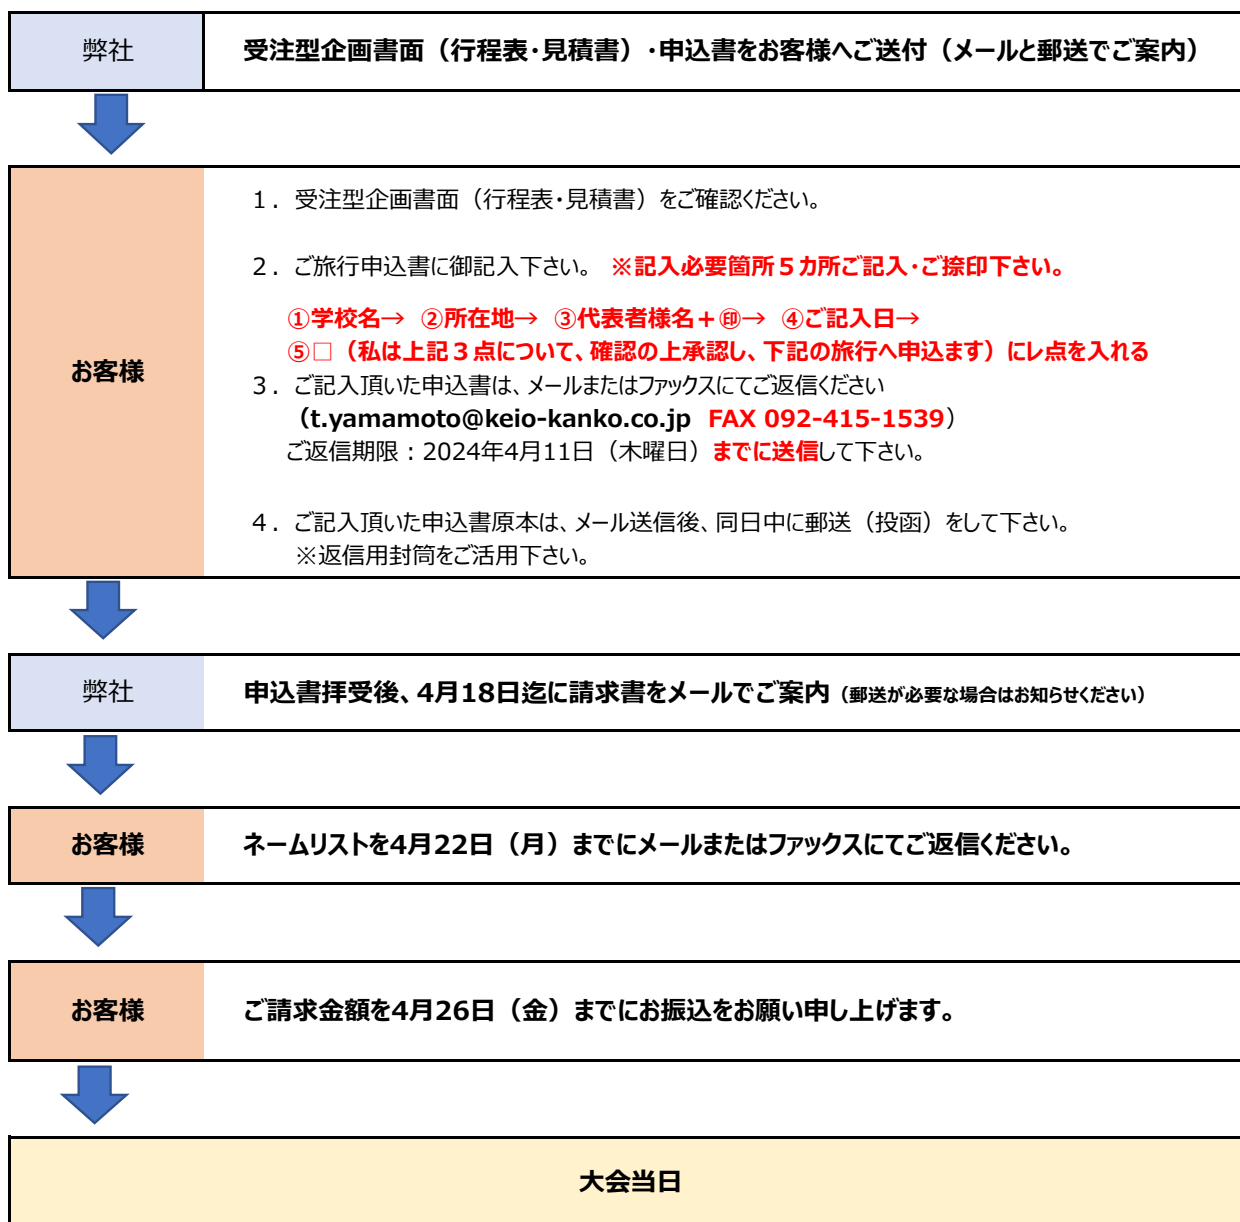 弊社
受注型企画書面（行程表・見積書）・申込書をお客様へご送付（メールと郵送でご案内）
お客様
１．受注型企画書面（行程表・見積書）をご確認ください。
２．ご旅行申込書に御記入下さい。 ※記入必要箇所５カ所ご記入・ご捺印下さい。
①学校名→ ②所在地→ ③代表者様名＋㊞→ ④ご記入日→
⑤□（私は上記３点について、確認の上承認し、下記の旅行へ申込ます）にレ点を入れる
３．ご記入頂いた申込書は、メールまたはファックスにてご返信ください
（t.yamamoto@keio-kanko.co.jp FAX 092-415-1539）
ご返信期限：2024年4月11日（木曜日）までに送信して下さい。
４．ご記入頂いた申込書原本は、メール送信後、同日中に郵送（投函）をして下さい。
※返信用封筒をご活用下さい。
弊社
申込書拝受後、4月18日迄に請求書をメールでご案内（郵送が必要な場合はお知らせください）
お客様
ネームリストを4月22日（月）までにメールまたはファックスにてご返信ください。
お客様
ご請求金額を4月26日（金）までにお振込をお願い申し上げます。
大会当日